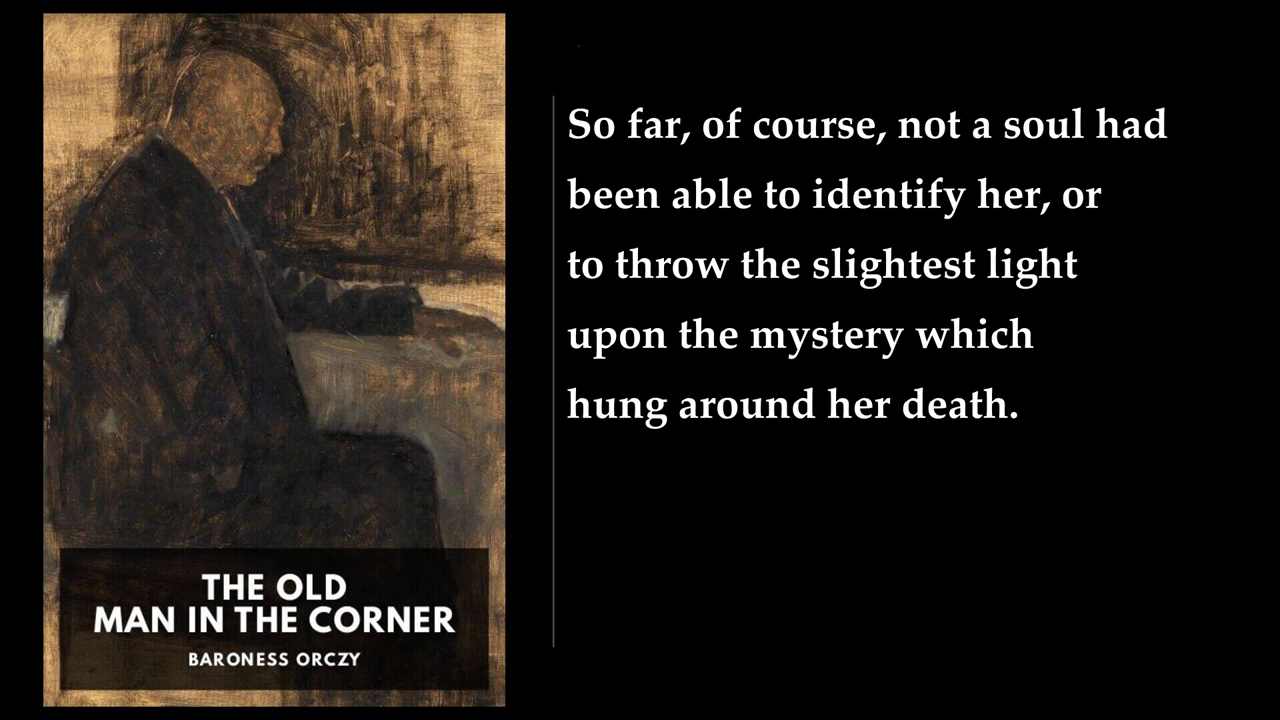 So far, of course, not a soul had
been able to identify her, or
to throw the slightest light
upon the mystery which
hung around her death.
THE OLD
MAN IN THE CORNER
BARONESS ORCZY